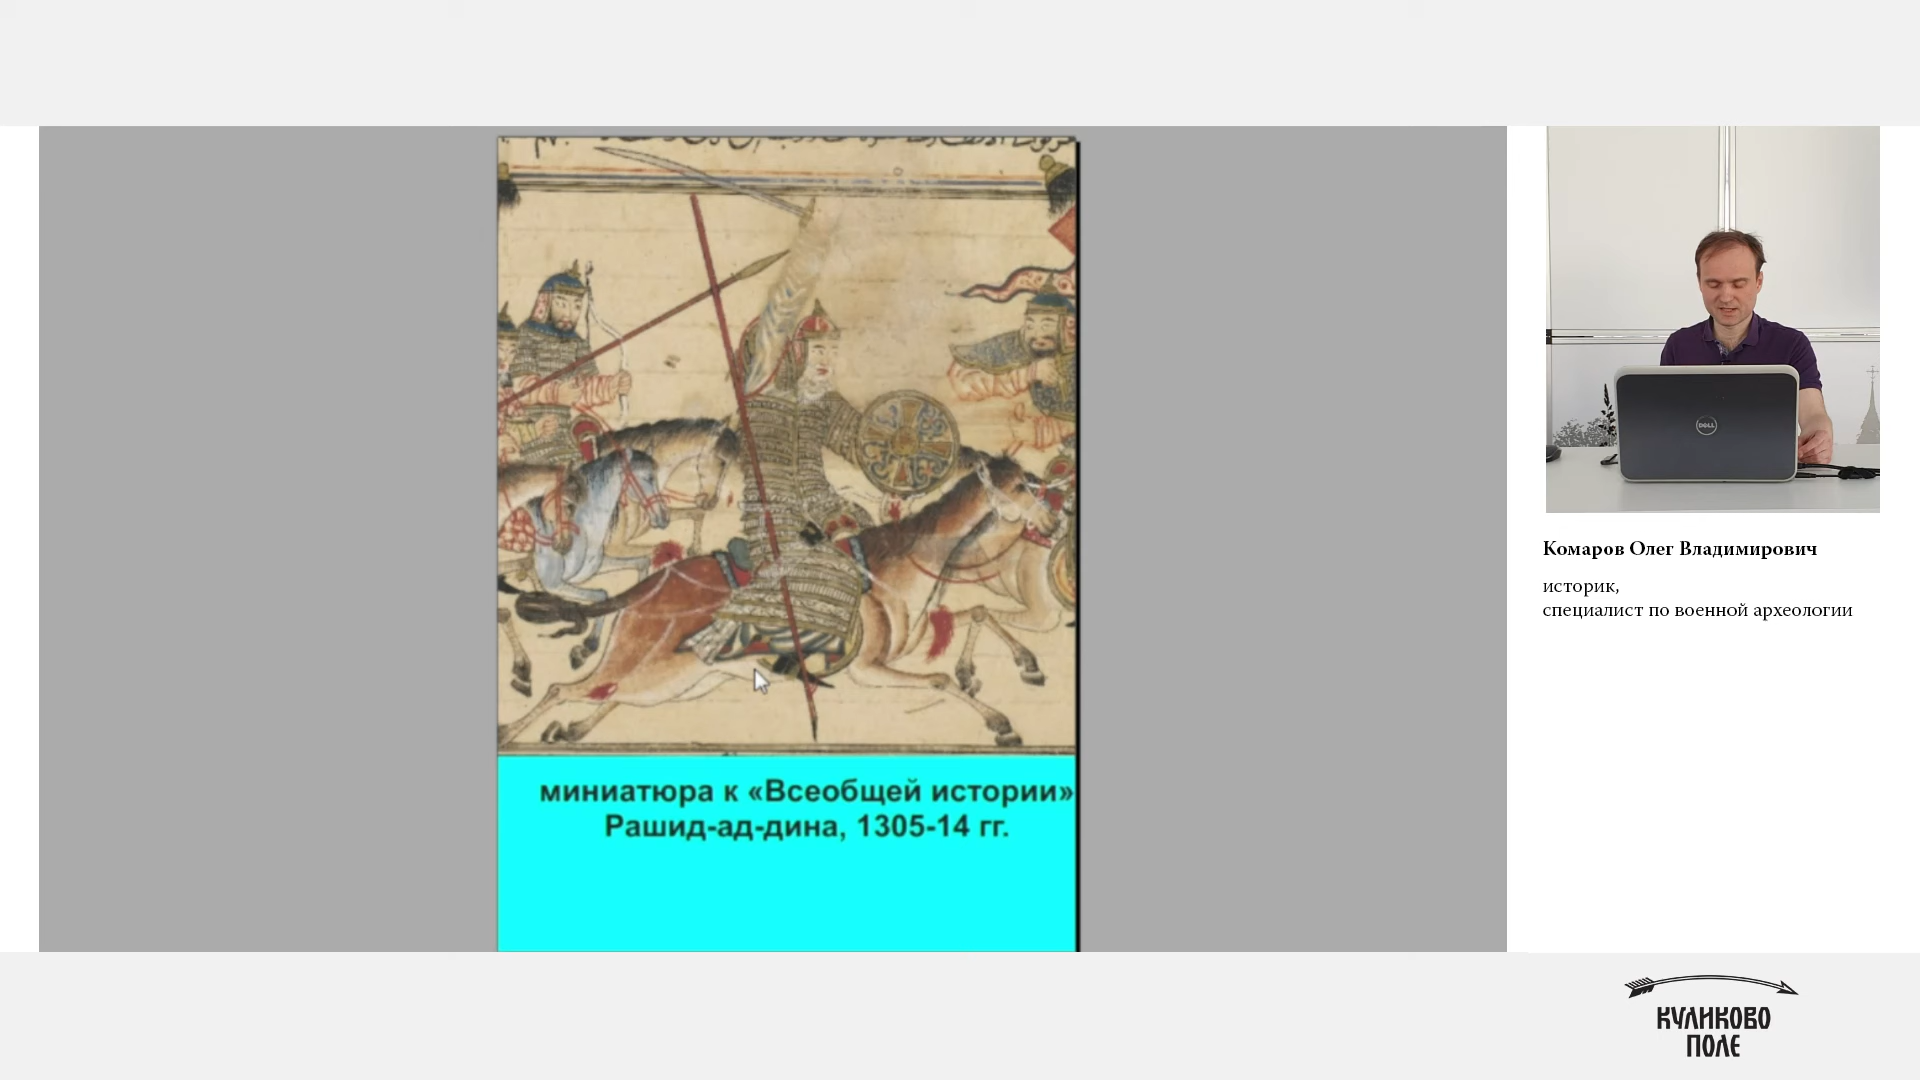 миниатюра к «Всеобщей истории»
Рашид-ад-дина, 1305-14 гг.
DELL
Комаров Олег Владимирович
историк,
специалист по военной археологии
КУЛИКОВО
ПОЛЕ